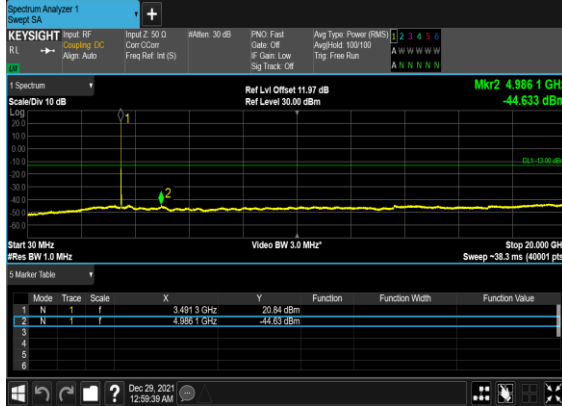 Spectrum Analyzer 1
Swept SA
+
KEYSIGHT Input: RF Input Z: 50 Ω #Atten: 30 dB PNO: Fast Avg Type: Power (RMS) 1 2 3 4 5 6
RL Coupling: DC Corr CCorr Gate: Off Avg|Hold: 100/100 A W W W W W
Align: Auto Freq Ref: Int (S) IF Gain: Low Trig: Free Run
Sig Track: Off A N N N N N
1 Spectrum
Ref Lvl Offset 11.97 dB Mkr2 4.986 1 GHz
Scale/Div 10 dB Ref Level 30.00 dBm -44.633 dBm
Log
20.0
10.0
0.00
-10.0
-20.0
-30.0
-40.0
-50.0
-60.0
1
2
DL1 -13.00 dBm
Start 30 MHz Video BW 3.0 MHz* Stop 20.000 GHz
#Res BW 1.0 MHz Sweep ~38.3 ms (40001 pts)
5 Marker Table
Mode Trace Scale X Y Function Function Width Function Value
1 N 1 f 3.491 3 GHz 20.84 dBm
2 N 1 f 4.986 1 GHz -44.63 dBm
3
4
5
6
? Dec 29, 2021
12:59:39 AM